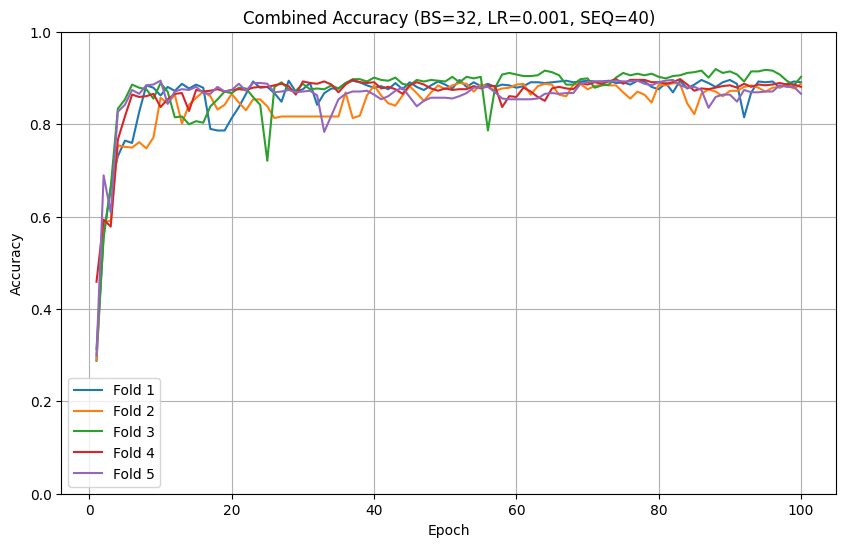 Combined Accuracy (BS=32, LR=0.001, SEQ=40)
1.0
0.8
0.6
0.4
0.2
0.0
Accuracy
Fold 1
Fold 2
Fold 3
Fold 4
Fold 5
0 20 40 60 80 100
Epoch